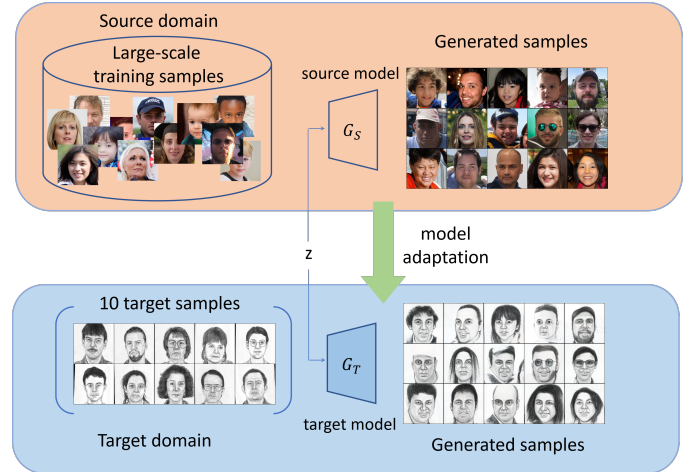 Source domain
Large-scale
training samples
Generated samples
source model
G_S
model
adaptation
z
10 target samples
G_T
target model
Target domain
Generated samples